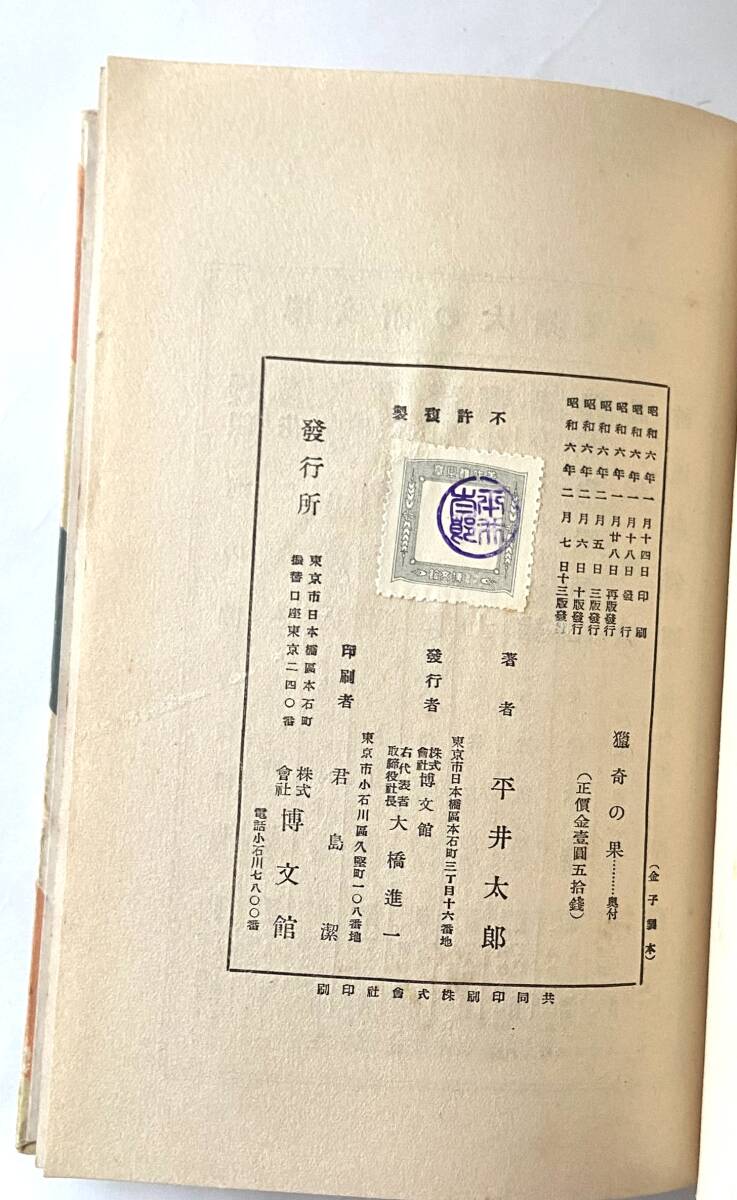 昭和六年一月十四日印刷
昭和六年一月十八日發行
昭和六年一月廿八日再版發行
昭和六年二月五日三版發行
昭和六年二月六日十版發行
昭和六年二月七日十三版發行
獵奇の果………奧付
(正價金壹圓五拾錢)
不許複製
著者 平井太郎
東京市日本橋區本石町三丁目十六番地
發行者 株式會社博文館
右代表者取締役社長 大橋進一
東京市小石川區久堅町一〇八番地
印刷者 君島潔
發行所
東京市日本橋區本石町
振替口座東京二四〇番
株式會社 博文館
電話小石川七八〇〇番
共同印刷株式會社印刷
(金子製本)
平井太郎